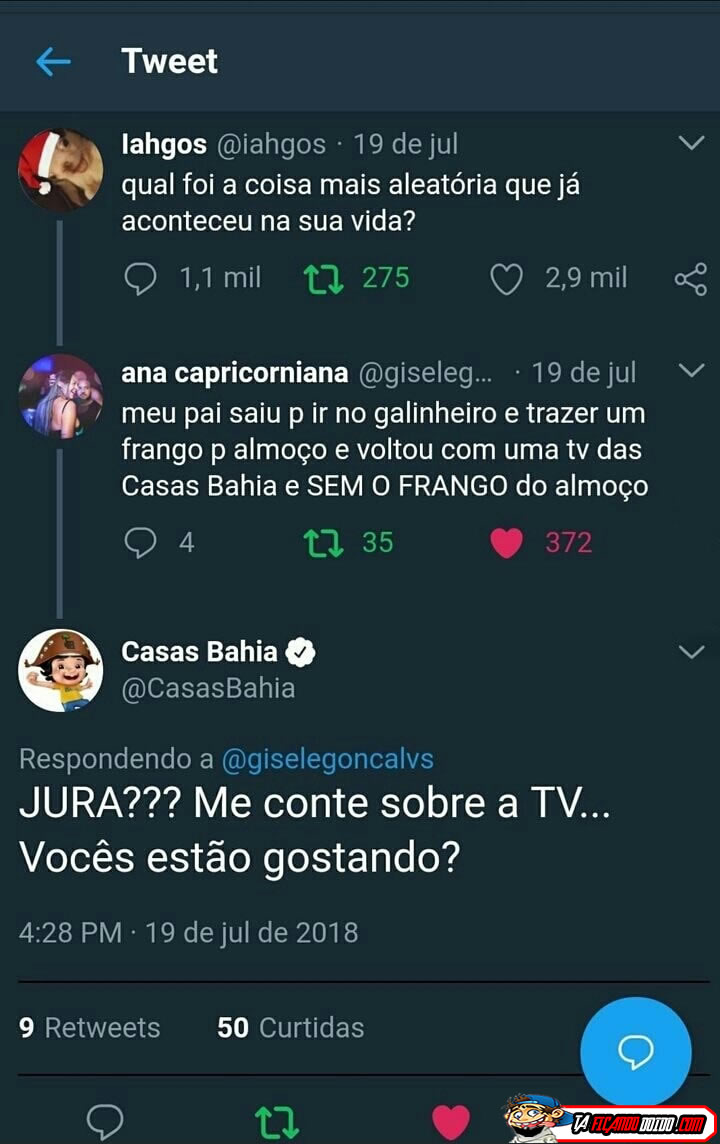 Tweet
Iahgos @iahgos · 19 de jul
qual foi a coisa mais aleatória que já
aconteceu na sua vida?
1,1 mil 275 2,9 mil
ana capricorniana @giseleg... · 19 de jul
meu pai saiu p ir no galinheiro e trazer um
frango p almoço e voltou com uma tv das
Casas Bahia e SEM O FRANGO do almoço
4 35 372
Casas Bahia
@CasasBahia
Respondendo a @giselegoncalvs
JURA??? Me conte sobre a TV...
Vocês estão gostando?
4:28 PM · 19 de jul de 2018
9 Retweets 50 Curtidas
TA FICANDO DOIDO .COM